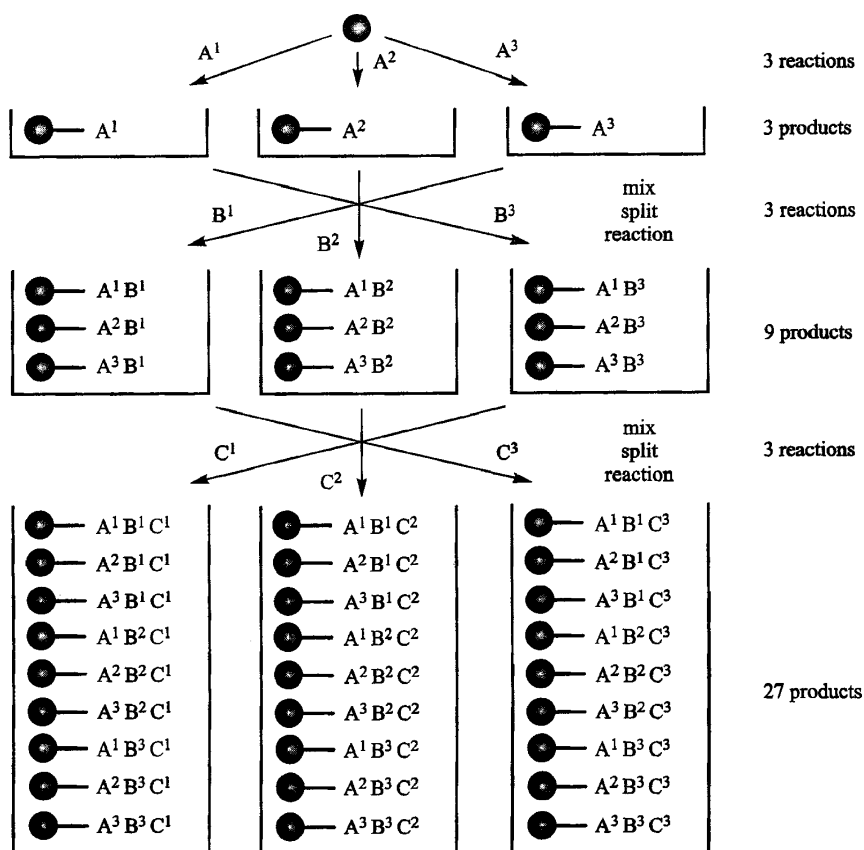 A¹ A² A³ 3 reactions
A¹ A² A³ 3 products
mix
split
reaction
B¹ B² B³ 3 reactions
A¹ B¹ A¹ B² A¹ B³
A² B¹ A² B² A² B³ 9 products
A³ B¹ A³ B² A³ B³
mix
split
reaction
C¹ C² C³ 3 reactions
A¹ B¹ C¹ A¹ B¹ C² A¹ B¹ C³
A² B¹ C¹ A² B¹ C² A² B¹ C³
A³ B¹ C¹ A³ B¹ C² A³ B¹ C³
A¹ B² C¹ A¹ B² C² A¹ B² C³
A² B² C¹ A² B² C² A² B² C³
A³ B² C¹ A³ B² C² A³ B² C³ 27 products
A¹ B³ C¹ A¹ B³ C² A¹ B³ C³
A² B³ C¹ A² B³ C² A² B³ C³
A³ B³ C¹ A³ B³ C² A³ B³ C³